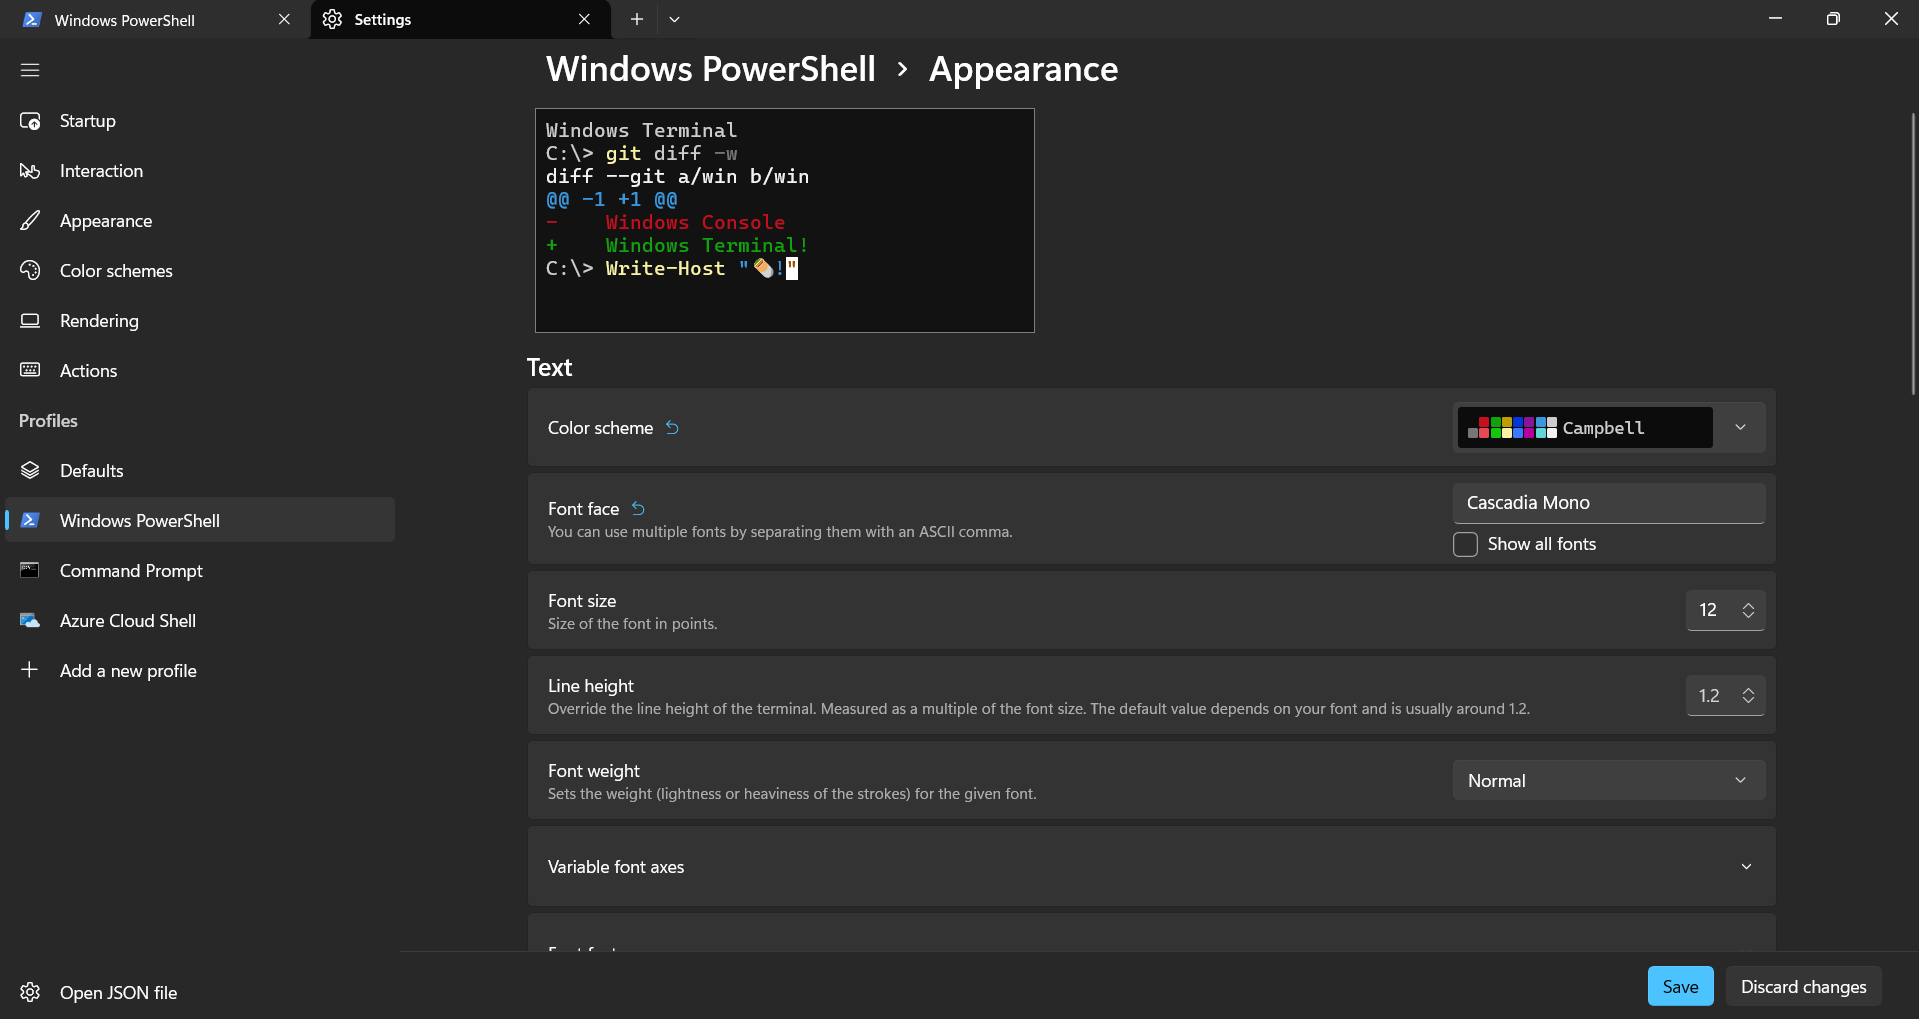 Windows PowerShell
Settings
Windows PowerShell > Appearance
Startup
Interaction
Appearance
Color schemes
Rendering
Actions
Profiles
Defaults
Windows PowerShell
Command Prompt
Azure Cloud Shell
Add a new profile
Open JSON file
Windows Terminal
C:\> git diff -w
diff --git a/win b/win
@@ -1 +1 @@
-    Windows Console
+    Windows Terminal!
C:\> Write-Host "🌯!"
Text
Color scheme
Campbell
Font face
You can use multiple fonts by separating them with an ASCII comma.
Cascadia Mono
Show all fonts
Font size
Size of the font in points.
12
Line height
Override the line height of the terminal. Measured as a multiple of the font size. The default value depends on your font and is usually around 1.2.
1.2
Font weight
Sets the weight (lightness or heaviness of the strokes) for the given font.
Normal
Variable font axes
Save
Discard changes